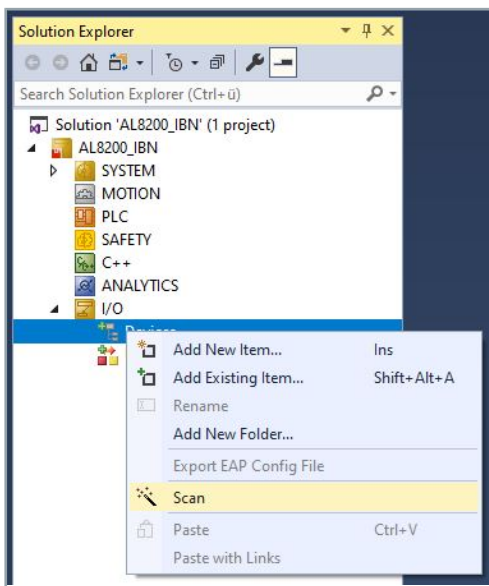 Solution Explorer
Search Solution Explorer (Ctrl+ü)
Solution 'AL8200_IBN' (1 project)
AL8200_IBN
SYSTEM
MOTION
PLC
SAFETY
C++
ANALYTICS
I/O
Devices
Add New Item... Ins
Add Existing Item... Shift+Alt+A
Rename
Add New Folder...
Export EAP Config File
Scan
Paste Ctrl+V
Paste with Links